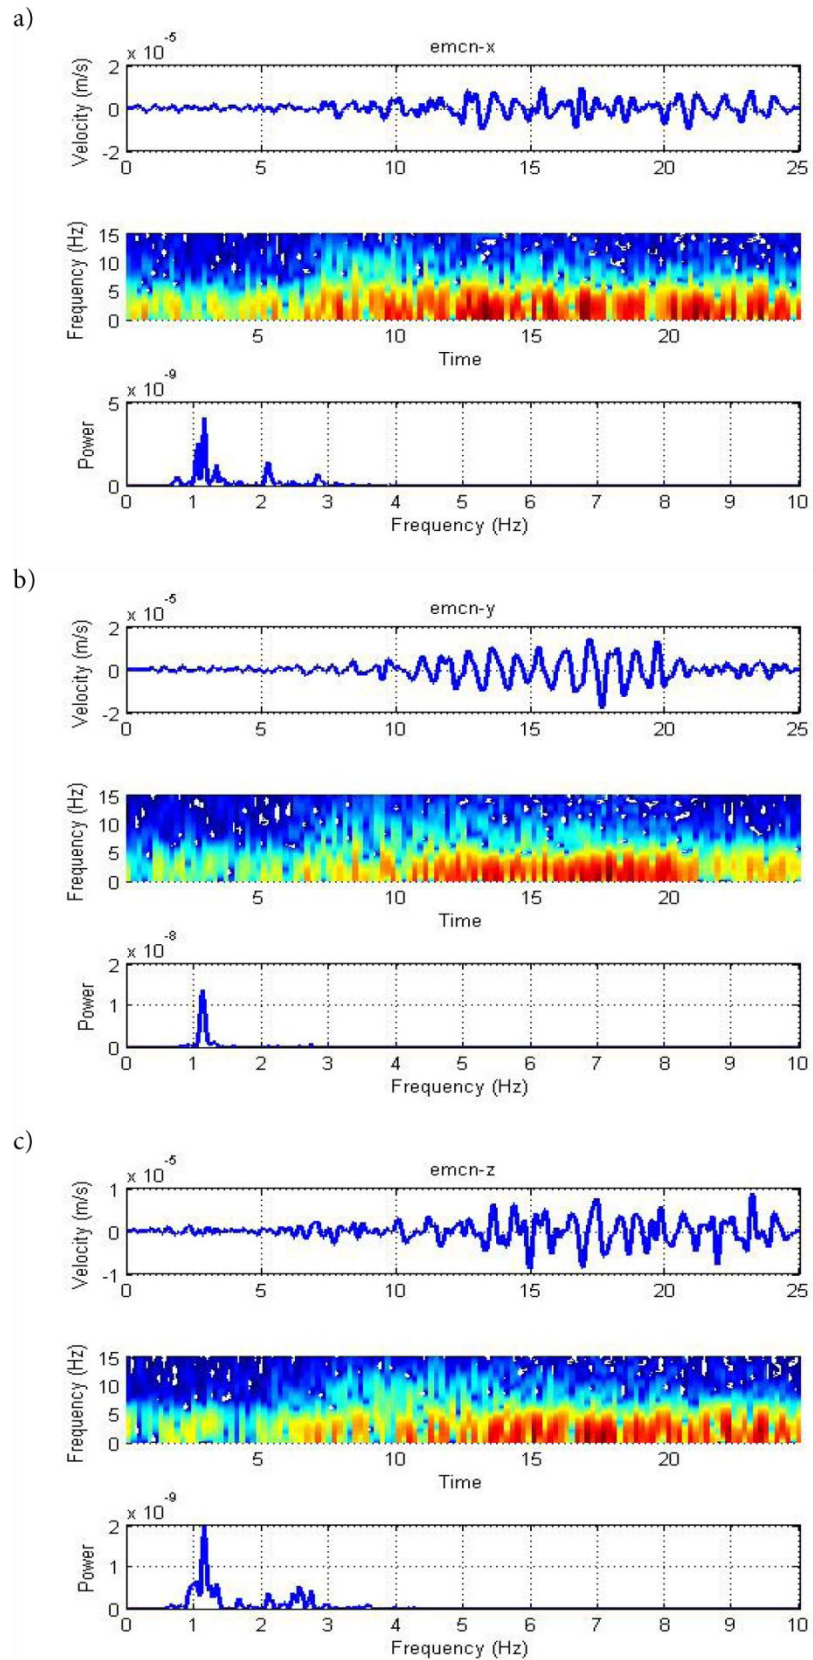 a)
x 10⁻⁵
emcn-x
Velocity (m/s)
2
0
-2
0 5 10 15 20 25
Frequency (Hz)
15
10
5
0
5 10 15 20
Time
x 10⁻⁹
Power
5
0
0 1 2 3 4 5 6 7 8 9 10
Frequency (Hz)
b)
x 10⁻⁵
emcn-y
Velocity (m/s)
2
0
-2
0 5 10 15 20 25
Frequency (Hz)
15
10
5
0
5 10 15 20
Time
x 10⁻⁸
Power
2
1
0
0 1 2 3 4 5 6 7 8 9 10
Frequency (Hz)
c)
x 10⁻⁵
emcn-z
Velocity (m/s)
1
0
-1
0 5 10 15 20 25
Frequency (Hz)
15
10
5
0
5 10 15 20
Time
x 10⁻⁹
Power
2
1
0
0 1 2 3 4 5 6 7 8 9 10
Frequency (Hz)